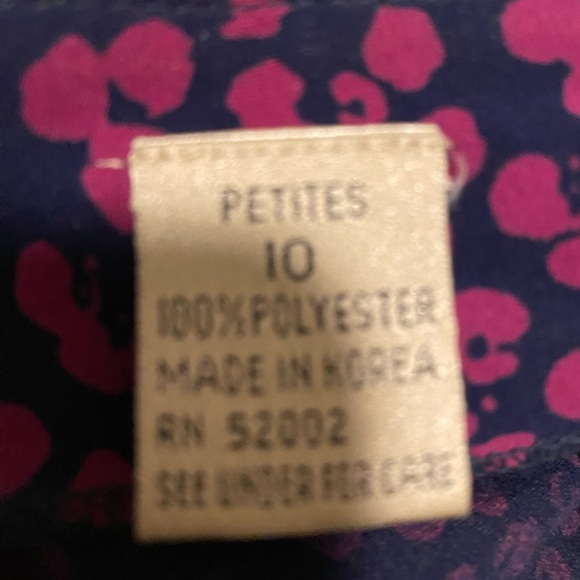 PETITES
10
100% POLYESTER
MADE IN KOREA
RN 52002
SEE UNDER FOR CARE